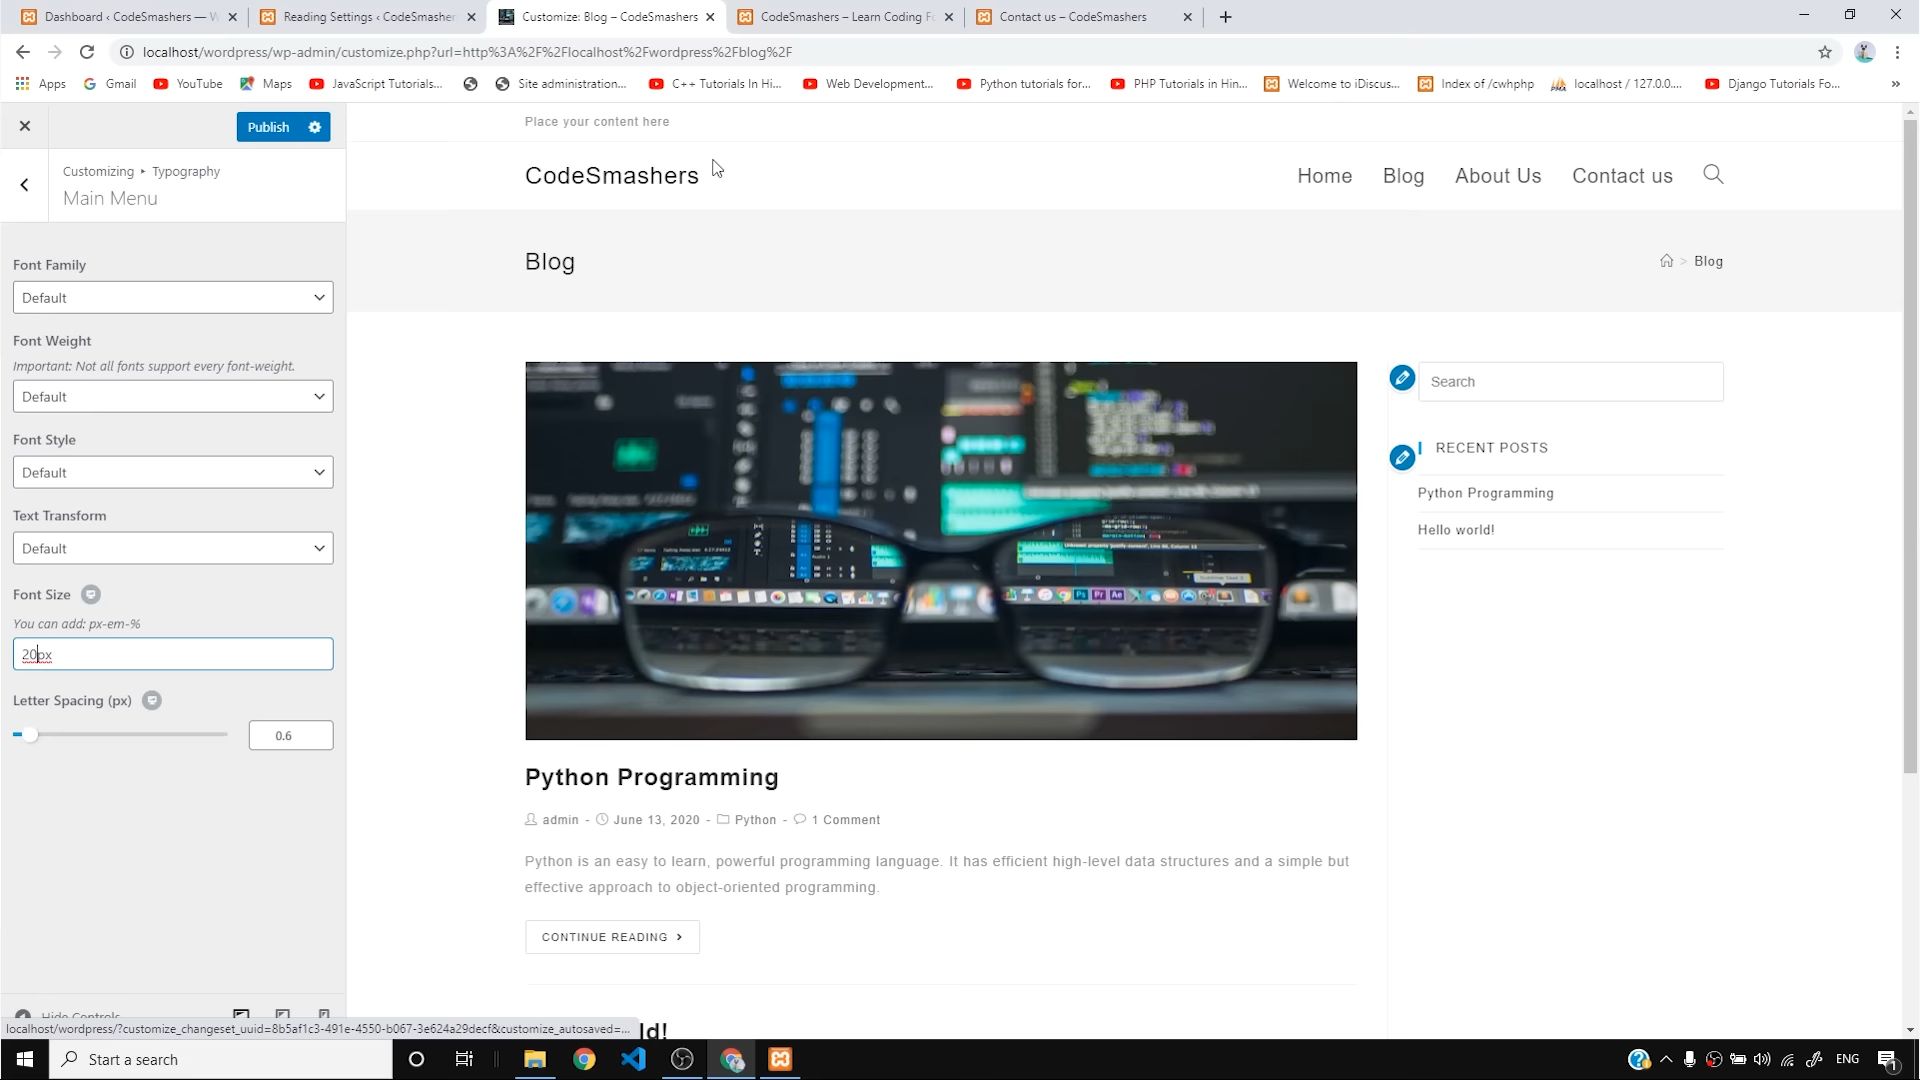 Dashboard ‹ CodeSmashers — W
Reading Settings ‹ CodeSmashers
Customize: Blog – CodeSmashers
CodeSmashers – Learn Coding Fo
Contact us – CodeSmashers
localhost/wordpress/wp-admin/customize.php?url=http%3A%2F%2Flocalhost%2Fwordpress%2Fblog%2F
Apps
Gmail
YouTube
Maps
JavaScript Tutorials...
Site administration...
C++ Tutorials In Hi...
Web Development...
Python tutorials for...
PHP Tutorials in Hin...
Welcome to iDiscus...
Index of /cwhphp
localhost / 127.0.0....
Django Tutorials Fo...
»
Publish
Place your content here
Customizing ▸ Typography
Main Menu
CodeSmashers
Home
Blog
About Us
Contact us
Blog
> Blog
Font Family
Default
Font Weight
Important: Not all fonts support every font-weight.
Default
Font Style
Default
Text Transform
Default
Font Size
You can add: px-em-%
20px
Letter Spacing (px)
0.6
Search
RECENT POSTS
Python Programming
Hello world!
Python Programming
admin - June 13, 2020 - Python - 1 Comment
Python is an easy to learn, powerful programming language. It has efficient high-level data structures and a simple but
effective approach to object-oriented programming.
CONTINUE READING >
Hide Controls
localhost/wordpress/?customize_changeset_uuid=8b5af1c3-491e-4550-b067-3e624a29decf&customize_autosaved=...
ld!
Start a search
ENG
1